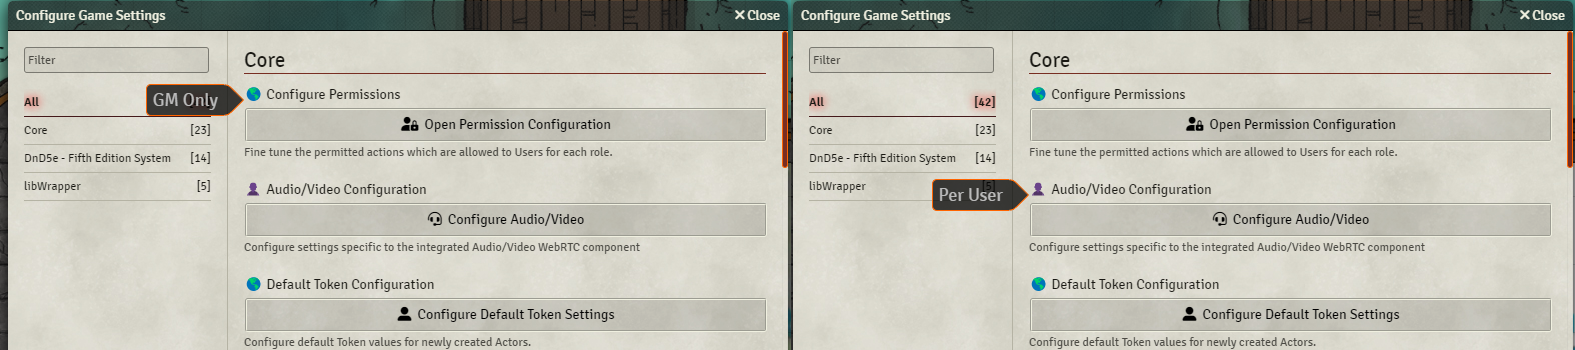 Configure Game Settings
Close
Filter
All
Core [23]
DnD5e - Fifth Edition System [14]
libWrapper [5]
GM Only
Core
Configure Permissions
Open Permission Configuration
Fine tune the permitted actions which are allowed to Users for each role.
Audio/Video Configuration
Configure Audio/Video
Configure settings specific to the integrated Audio/Video WebRTC component
Default Token Configuration
Configure Default Token Settings
Configure default Token values for newly created Actors.
Configure Game Settings
Close
Filter
All [42]
Core [23]
DnD5e - Fifth Edition System [14]
libWrapper [5]
Per User
Core
Configure Permissions
Open Permission Configuration
Fine tune the permitted actions which are allowed to Users for each role.
Audio/Video Configuration
Configure Audio/Video
Configure settings specific to the integrated Audio/Video WebRTC component
Default Token Configuration
Configure Default Token Settings
Configure default Token values for newly created Actors.